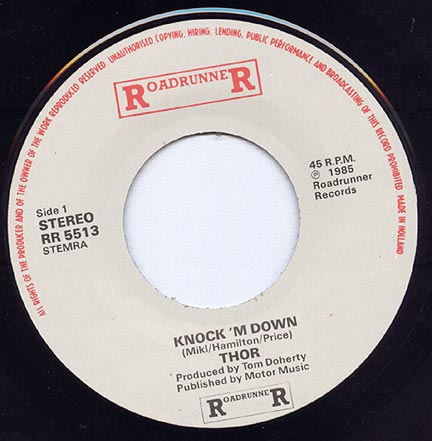 ALL RIGHTS OF THE PRODUCER AND OF THE OWNER OF THE WORK REPRODUCED RESERVED. UNAUTHORISED COPYING, HIRING, LENDING, PUBLIC PERFORMANCE AND BROADCASTING OF THIS RECORD PROHIBITED. MADE IN HOLLAND
ROADRUNNER
45 R.P.M.
Ⓟ 1985
Roadrunner
Records
Side 1
STEREO
RR 5513
STEMRA
KNOCK 'M DOWN
(Mikl/Hamilton/Price)
THOR
Produced by Tom Doherty
Published by Motor Music
ROADRUNNER